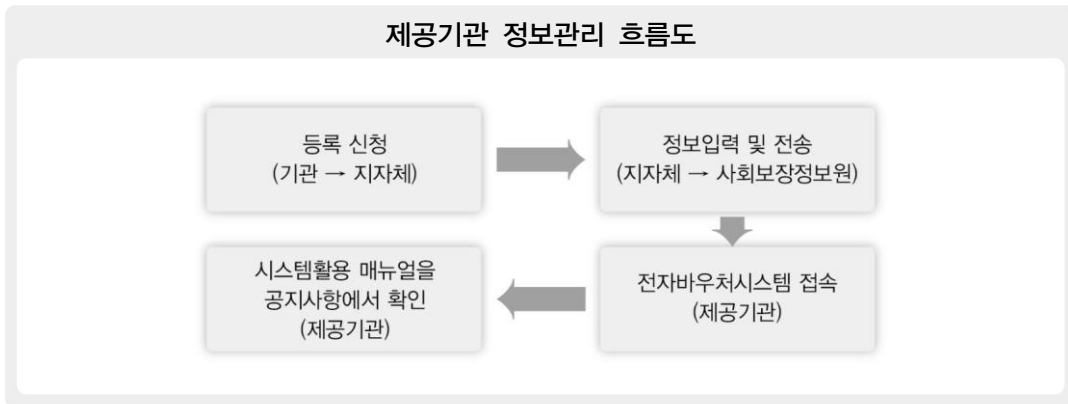 제공기관 정보관리 흐름도
등록 신청
(기관 → 지자체)
정보입력 및 전송
(지자체 → 사회보장정보원)
전자바우처시스템 접속
(제공기관)
시스템활용 매뉴얼을
공지사항에서 확인
(제공기관)